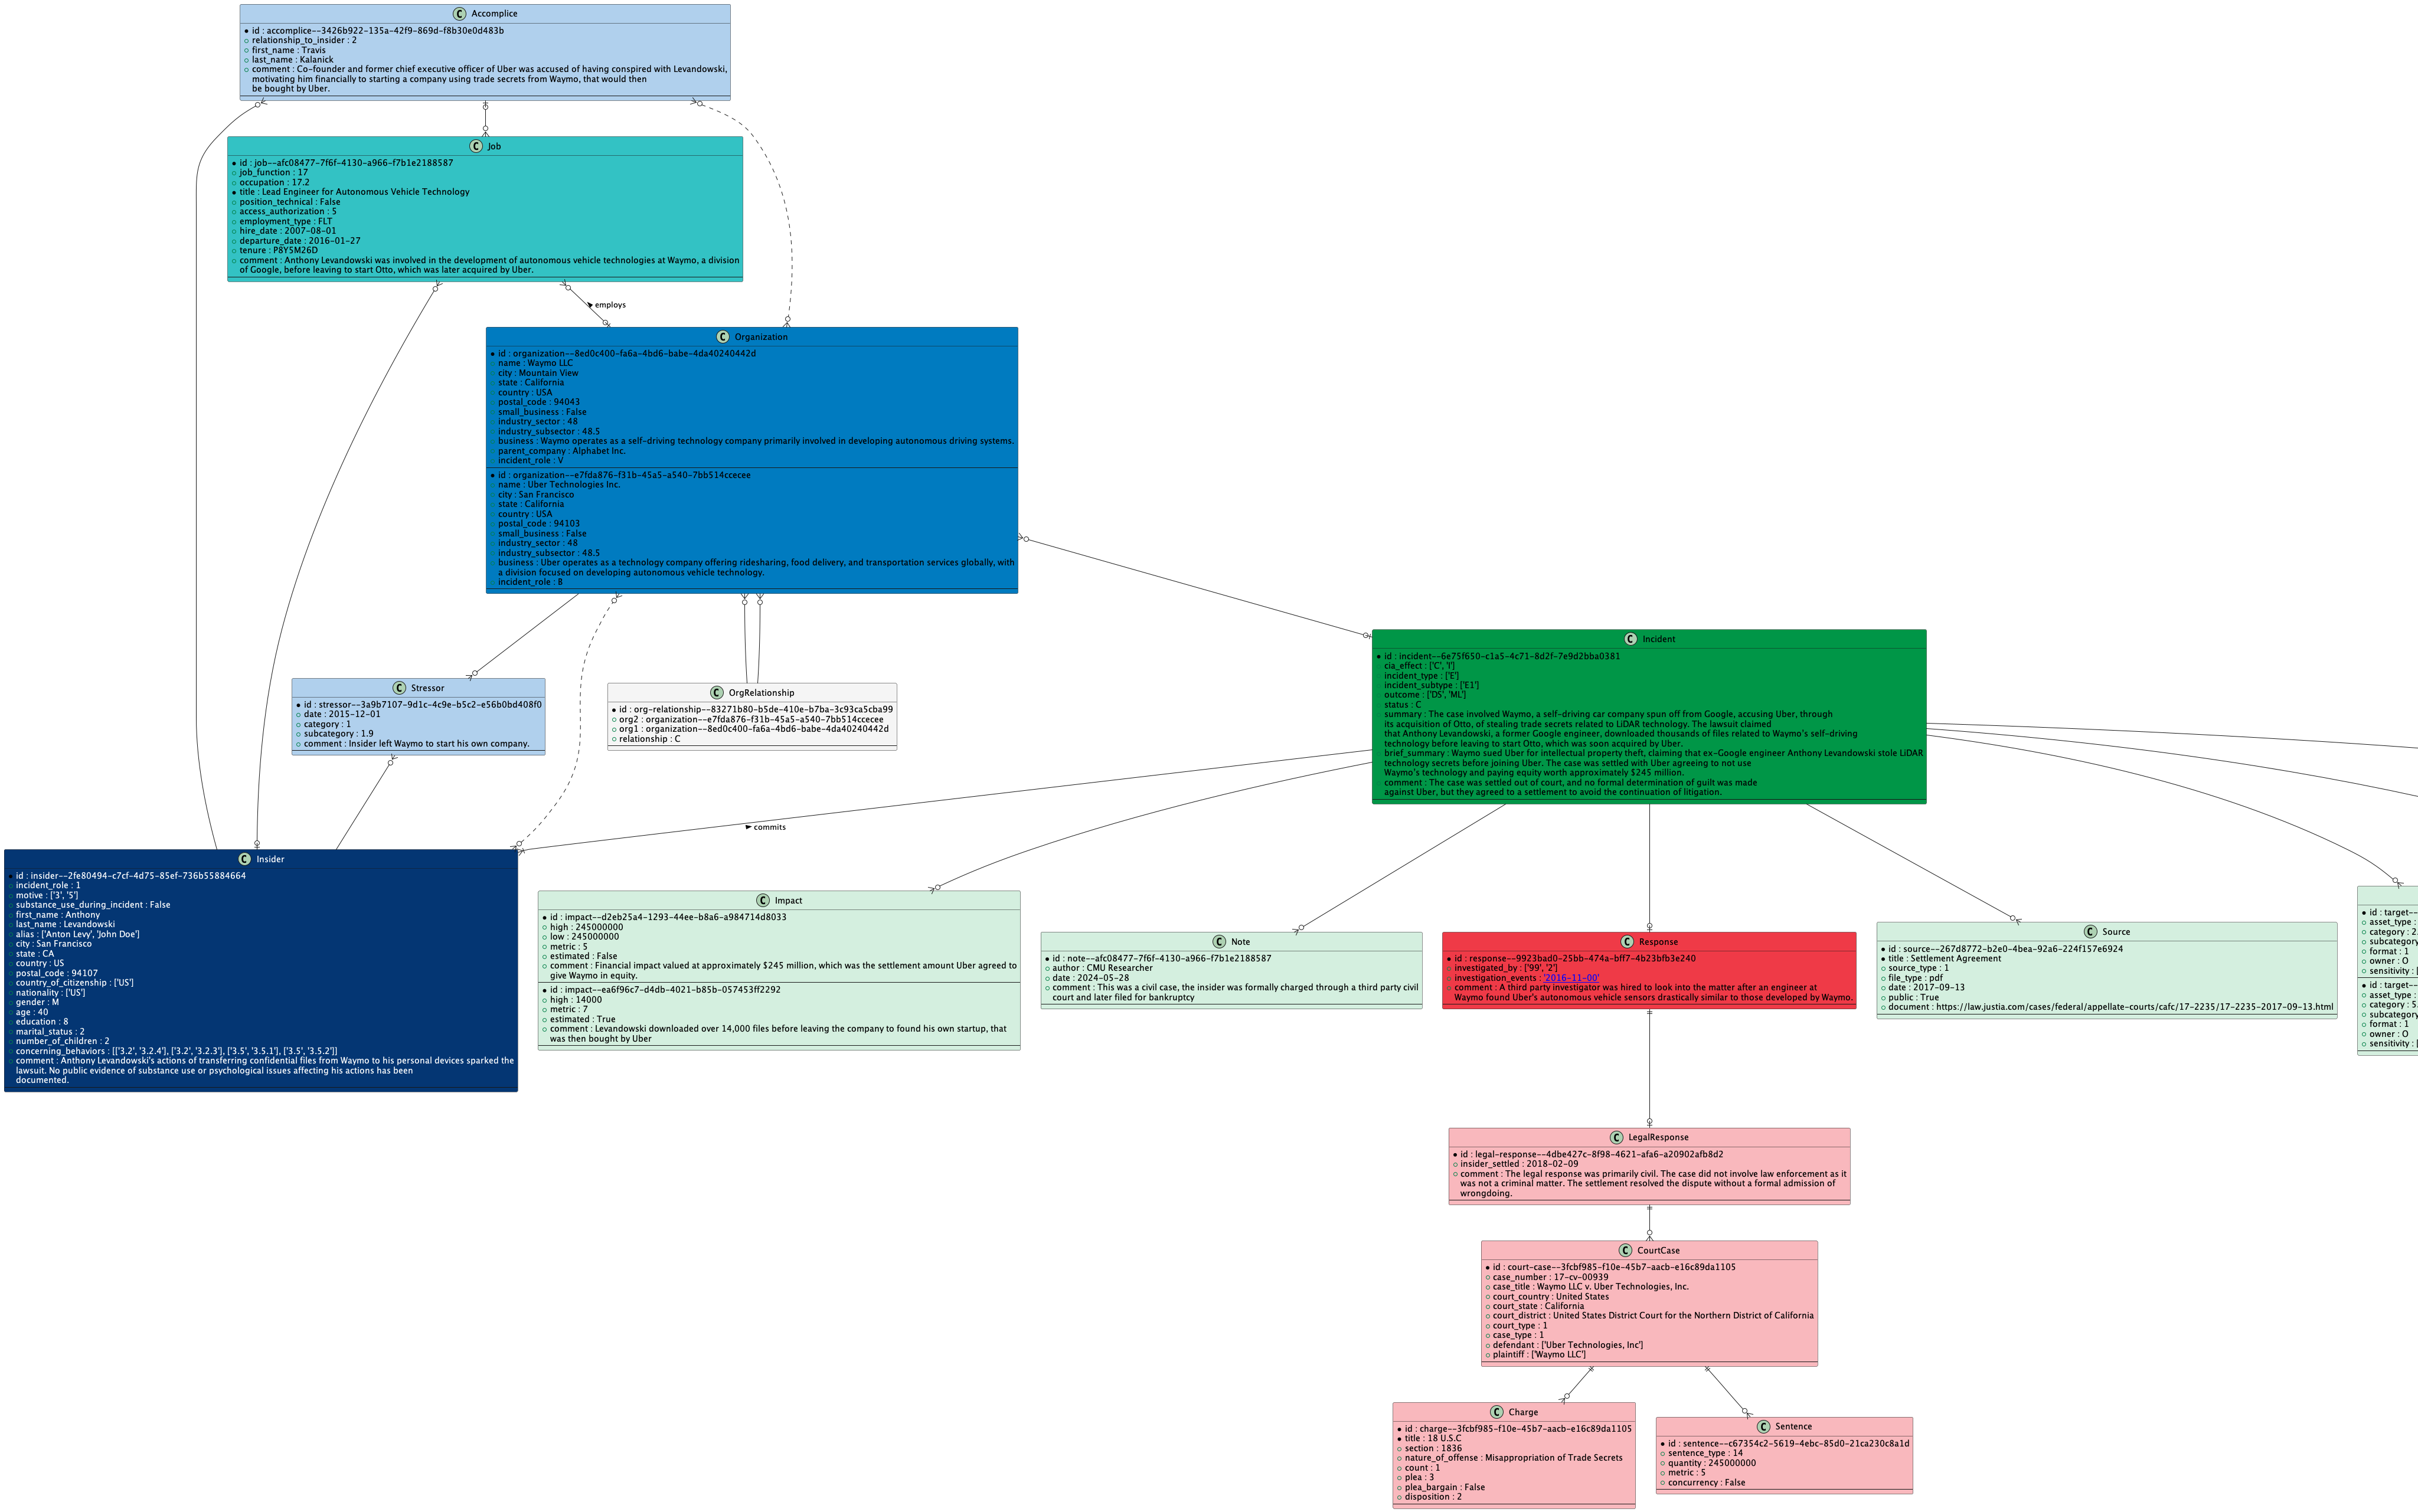 Accomplice
id : accomplice--3426b922-135a-42f9-869d-f8b30e0d483b
relationship_to_insider : 2
first_name : Travis
last_name : Kalanick
comment : Co-founder and former chief executive officer of Uber was accused of having conspired with Levandowski,
motivating him financially to starting a company using trade secrets from Waymo, that would then
be bought by Uber.
Job
id : job--afc08477-7f6f-4130-a966-f7b1e2188587
job_function : 17
occupation : 17.2
title : Lead Engineer for Autonomous Vehicle Technology
position_technical : False
access_authorization : 5
employment_type : FLT
hire_date : 2007-08-01
departure_date : 2016-01-27
tenure : P8Y5M26D
comment : Anthony Levandowski was involved in the development of autonomous vehicle technologies at Waymo, a division
of Google, before leaving to start Otto, which was later acquired by Uber.
employs
Organization
id : organization--8ed0c400-fa6a-4bd6-babe-4da40240442d
name : Waymo LLC
city : Mountain View
state : California
country : USA
postal_code : 94043
small_business : False
industry_sector : 48
industry_subsector : 48.5
business : Waymo operates as a self-driving technology company primarily involved in developing autonomous driving systems.
parent_company : Alphabet Inc.
incident_role : V
id : organization--e7fda876-f31b-45a5-a540-7bb514ccecee
name : Uber Technologies Inc.
city : San Francisco
state : California
country : USA
postal_code : 94103
small_business : False
industry_sector : 48
industry_subsector : 48.5
business : Uber operates as a technology company offering ridesharing, food delivery, and transportation services globally, with
a division focused on developing autonomous vehicle technology.
incident_role : B
Incident
id : incident--6e75f650-c1a5-4c71-8d2f-7e9d2bba0381
cia_effect : ['C', 'I']
incident_type : ['E']
incident_subtype : ['E1']
outcome : ['DS', 'ML']
status : C
summary : The case involved Waymo, a self-driving car company spun off from Google, accusing Uber, through
its acquisition of Otto, of stealing trade secrets related to LiDAR technology. The lawsuit claimed
that Anthony Levandowski, a former Google engineer, downloaded thousands of files related to Waymo's self-driving
technology before leaving to start Otto, which was soon acquired by Uber.
brief_summary : Waymo sued Uber for intellectual property theft, claiming that ex-Google engineer Anthony Levandowski stole LiDAR
technology secrets before joining Uber. The case was settled with Uber agreeing to not use
Waymo's technology and paying equity worth approximately $245 million.
comment : The case was settled out of court, and no formal determination of guilt was made
against Uber, but they agreed to a settlement to avoid the continuation of litigation.
Stressor
id : stressor--3a9b7107-9d1c-4c9e-b5c2-e56b0bd408f0
date : 2015-12-01
category : 1
subcategory : 1.9
comment : Insider left Waymo to start his own company.
OrgRelationship
id : org-relationship--83271b80-b5de-410e-b7ba-3c93ca5cba99
org2 : organization--e7fda876-f31b-45a5-a540-7bb514ccecee
org1 : organization--8ed0c400-fa6a-4bd6-babe-4da40240442d
relationship : C
commits
Insider
id : insider--2fe80494-c7cf-4d75-85ef-736b55884664
incident_role : 1
motive : ['3', '5']
substance_use_during_incident : False
first_name : Anthony
last_name : Levandowski
alias : ['Anton Levy', 'John Doe']
city : San Francisco
state : CA
country : US
postal_code : 94107
country_of_citizenship : ['US']
nationality : ['US']
gender : M
age : 40
education : 8
marital_status : 2
number_of_children : 2
concerning_behaviors : [['3.2', '3.2.4'], ['3.2', '3.2.3'], ['3.5', '3.5.1'], ['3.5', '3.5.2']]
comment : Anthony Levandowski's actions of transferring confidential files from Waymo to his personal devices sparked the
lawsuit. No public evidence of substance use or psychological issues affecting his actions has been
documented.
Impact
id : impact--d2eb25a4-1293-44ee-b8a6-a984714d8033
high : 245000000
low : 245000000
metric : 5
estimated : False
comment : Financial impact valued at approximately $245 million, which was the settlement amount Uber agreed to
give Waymo in equity.
id : impact--ea6f96c7-d4db-4021-b85b-057453ff2292
high : 14000
metric : 7
estimated : True
comment : Levandowski downloaded over 14,000 files before leaving the company to found his own startup, that
was then bought by Uber
Note
id : note--afc08477-7f6f-4130-a966-f7b1e2188587
author : CMU Researcher
date : 2024-05-28
comment : This was a civil case, the insider was formally charged through a third party civil
court and later filed for bankruptcy
Response
id : response--9923bad0-25bb-474a-bff7-4b23bfb3e240
investigated_by : ['99', '2']
investigation_events : '2016-11-00'
comment : A third party investigator was hired to look into the matter after an engineer at
Waymo found Uber's autonomous vehicle sensors drastically similar to those developed by Waymo.
Source
id : source--267d8772-b2e0-4bea-92a6-224f157e6924
title : Settlement Agreement
source_type : 1
file_type : pdf
date : 2017-09-13
public : True
document : https://law.justia.com/cases/federal/appellate-courts/cafc/17-2235/17-2235-2017-09-13.html
id : target--
asset_type :
category : 2.
subcategory
format : 1
owner : O
sensitivity : [
id : target--
asset_type :
category : 5.
subcategory
format : 1
owner : O
sensitivity : [
LegalResponse
id : legal-response--4dbe427c-8f98-4621-afa6-a20902afb8d2
insider_settled : 2018-02-09
comment : The legal response was primarily civil. The case did not involve law enforcement as it
was not a criminal matter. The settlement resolved the dispute without a formal admission of
wrongdoing.
CourtCase
id : court-case--3fcbf985-f10e-45b7-aacb-e16c89da1105
case_number : 17-cv-00939
case_title : Waymo LLC v. Uber Technologies, Inc.
court_country : United States
court_state : California
court_district : United States District Court for the Northern District of California
court_type : 1
case_type : 1
defendant : ['Uber Technologies, Inc']
plaintiff : ['Waymo LLC']
Charge
id : charge--3fcbf985-f10e-45b7-aacb-e16c89da1105
title : 18 U.S.C
section : 1836
nature_of_offense : Misappropriation of Trade Secrets
count : 1
plea : 3
plea_bargain : False
disposition : 2
Sentence
id : sentence--c67354c2-5619-4ebc-85d0-21ca230c8a1d
sentence_type : 14
quantity : 245000000
metric : 5
concurrency : False